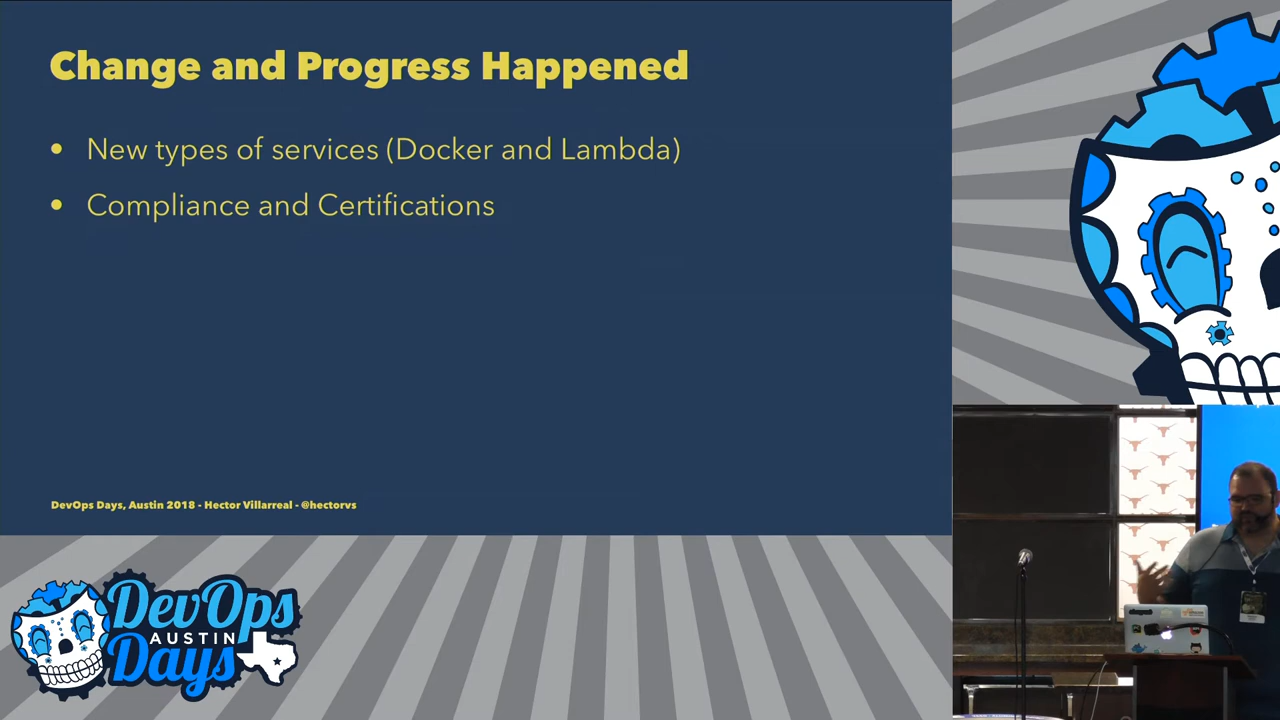 Change and Progress Happened
• New types of services (Docker and Lambda)
• Compliance and Certifications
DevOps Days, Austin 2018 - Hector Villarreal - @hectorvs
DevOps
AUSTIN
Days